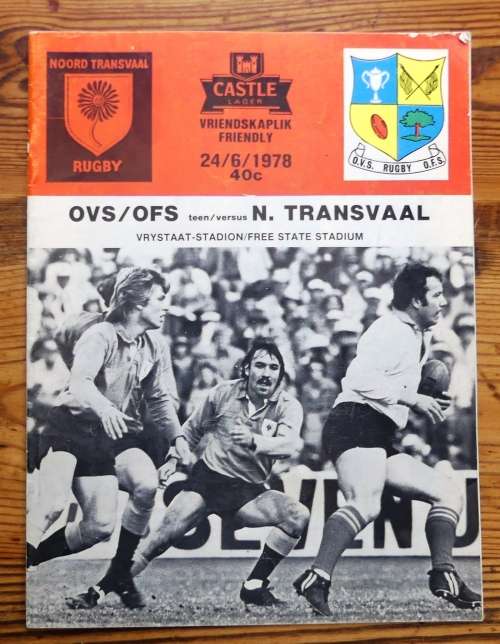 NOORD TRANSVAAL
RUGBY
CASTLE
LAGER
VRIENDSKAPLIK
FRIENDLY
24/6/1978
40c
O.V.S. RUGBY O.F.S.
OVS/OFS teen/versus N. TRANSVAAL
VRYSTAAT-STADION/FREE STATE STADIUM